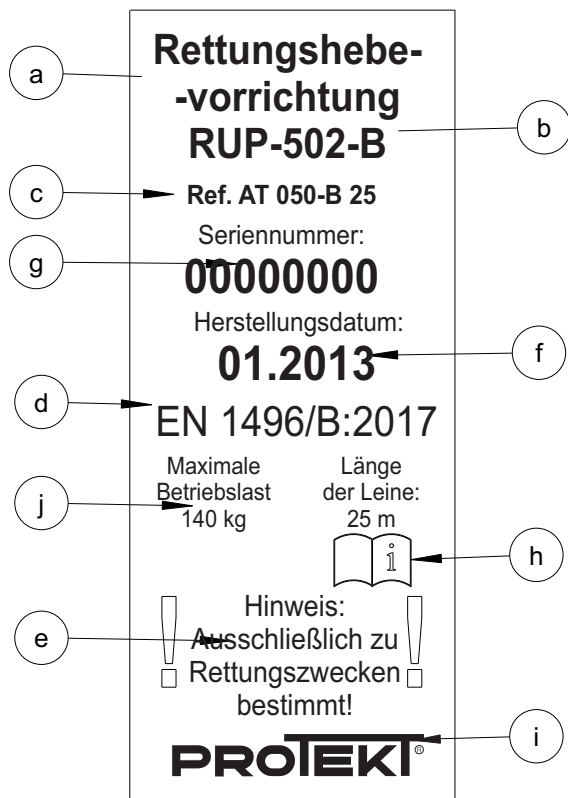 Rettungshebe-
-vorrichtung
RUP-502-B
Ref. AT 050-B 25
Seriennummer:
00000000
Herstellungsdatum:
01.2013
EN 1496/B:2017
Maximale
Betriebslast
140 kg
Länge
der Leine:
25 m
i
! Hinweis: !
Ausschließlich zu
Rettungszwecken
bestimmt!
PROTEKT®
a
b
c
g
f
d
j
h
e
i